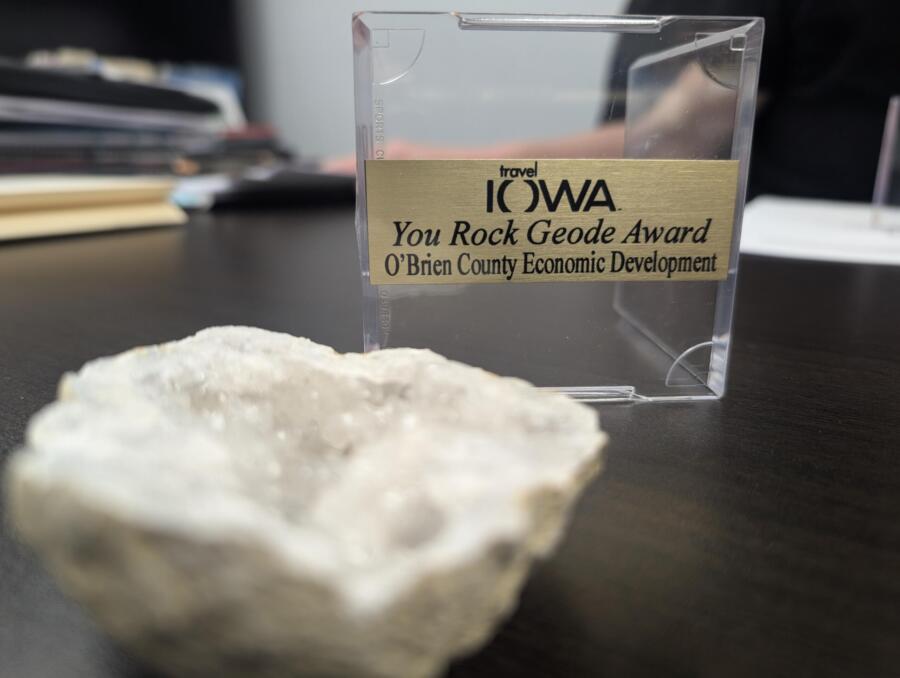 travel
IOWA
You Rock Geode Award
O'Brien County Economic Development